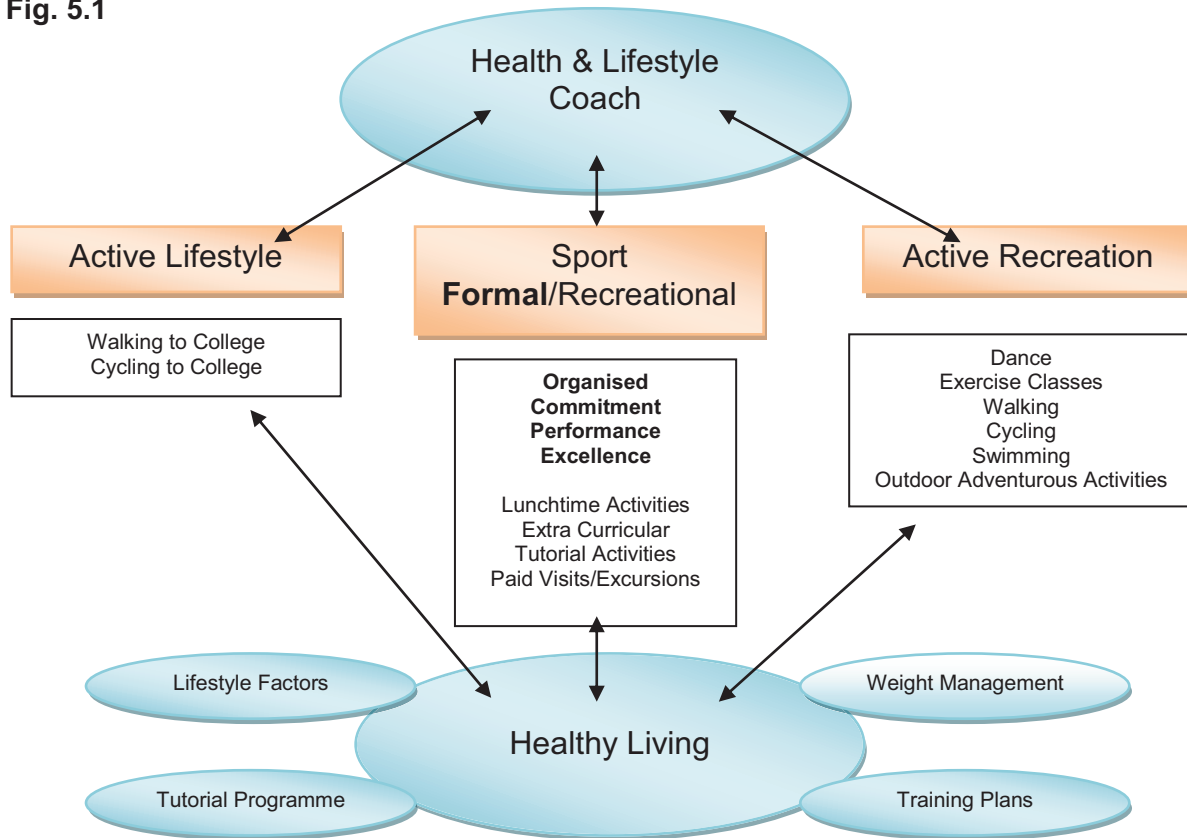 Fig. 5.1
Health & Lifestyle
Coach
Active Lifestyle
Walking to College
Cycling to College
Sport
Formal/Recreational
Organised
Commitment
Performance
Excellence
Lunchtime Activities
Extra Curricular
Tutorial Activities
Paid Visits/Excursions
Active Recreation
Dance
Exercise Classes
Walking
Cycling
Swimming
Outdoor Adventurous Activities
Lifestyle Factors
Weight Management
Healthy Living
Tutorial Programme
Training Plans